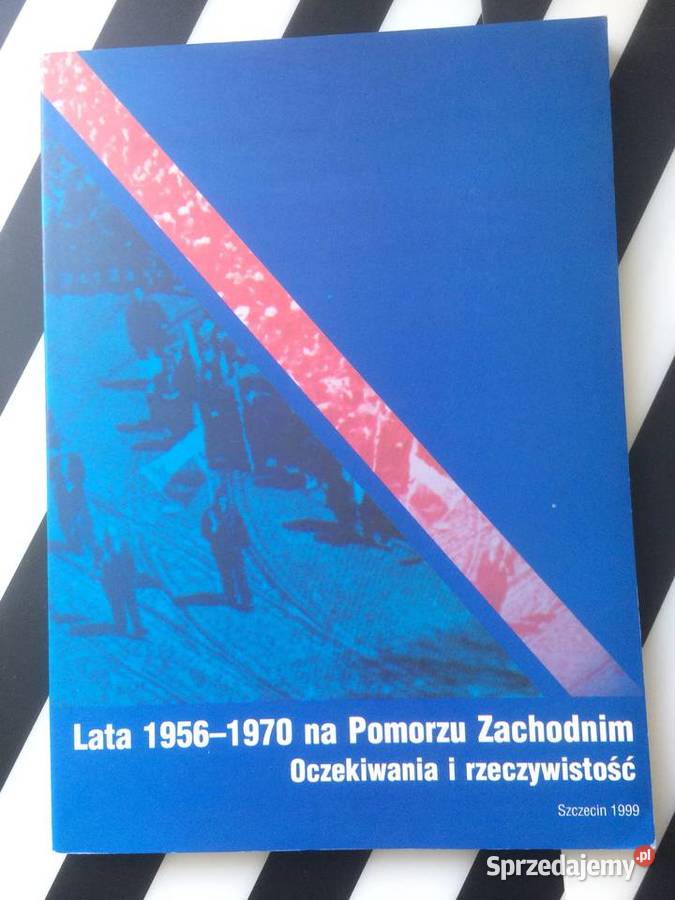 Lata 1956–1970 na Pomorzu Zachodnim
Oczekiwania i rzeczywistość
Szczecin 1999
Sprzedajemy.pl